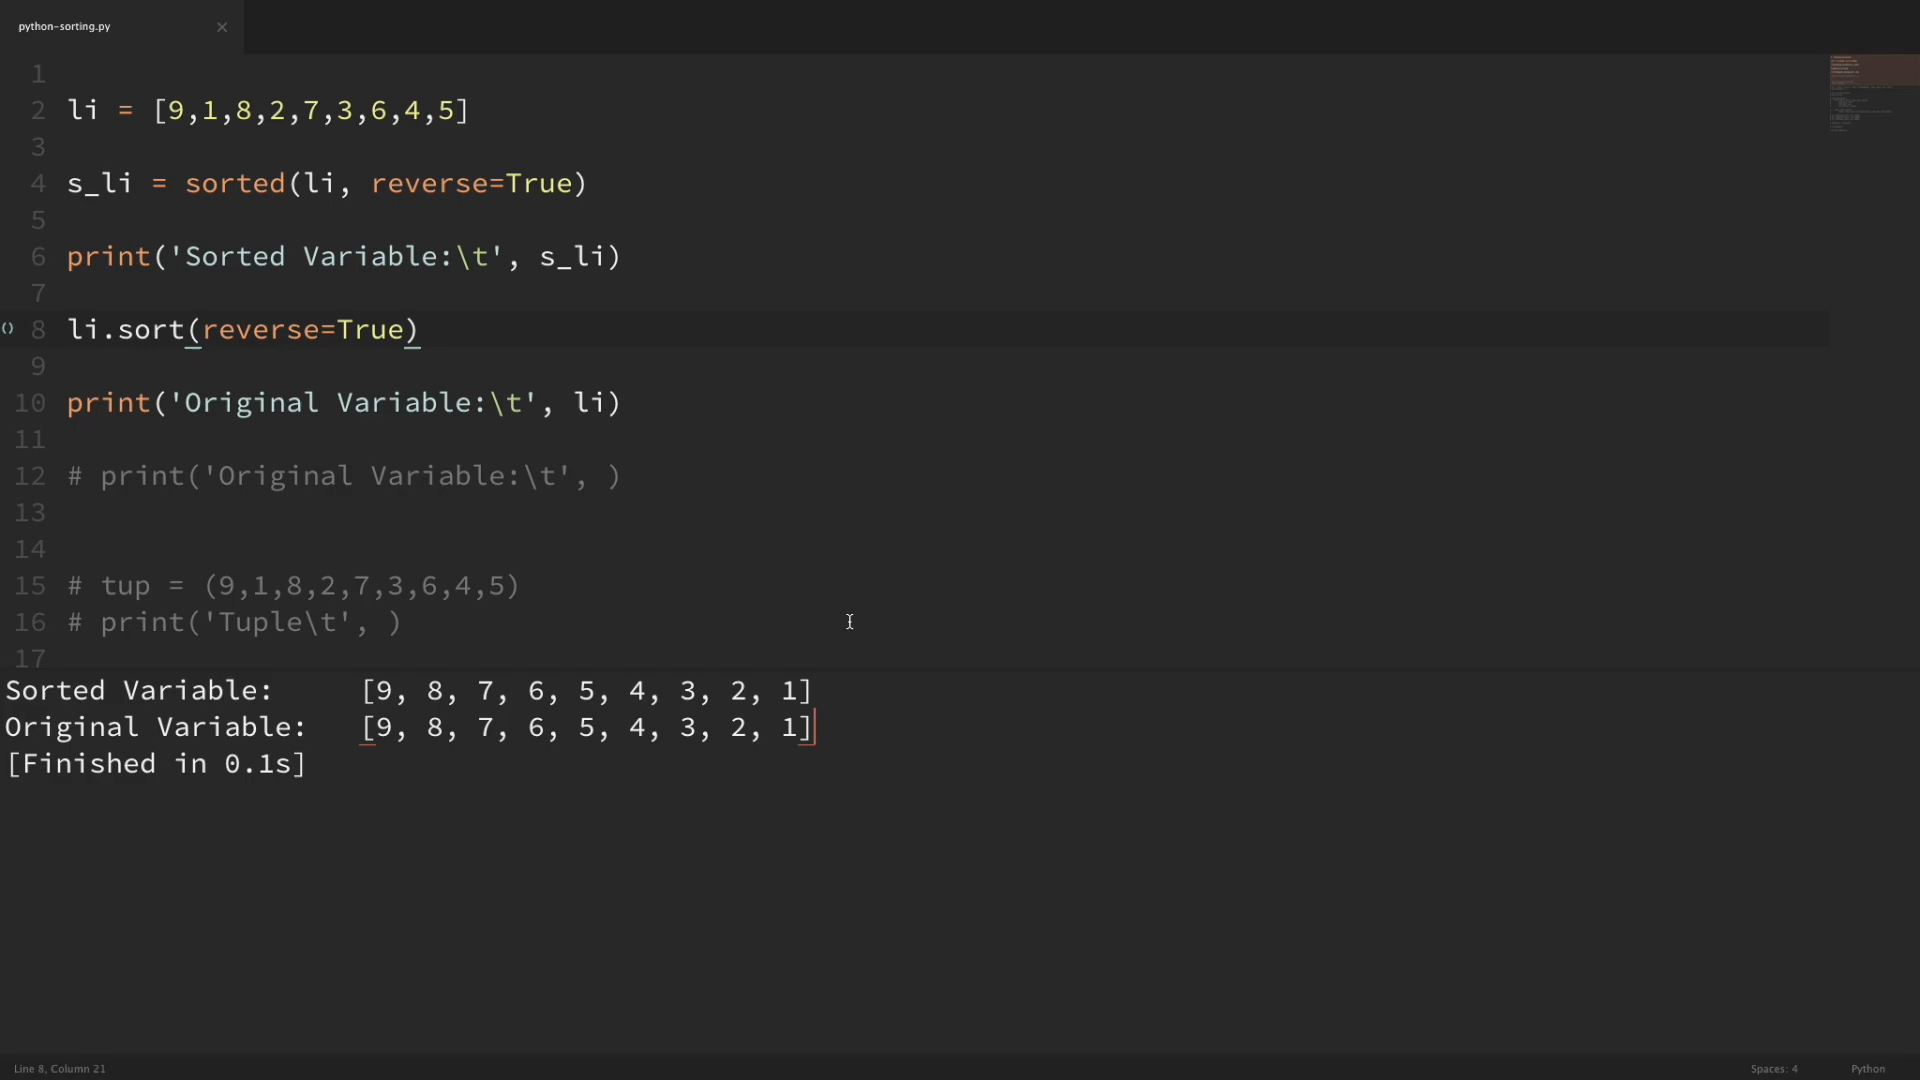 python-sorting.py
1
2 li = [9,1,8,2,7,3,6,4,5]
3
4 s_li = sorted(li, reverse=True)
5
6 print('Sorted Variable:\t', s_li)
7
8 li.sort(reverse=True)
9
10 print('Original Variable:\t', li)
11
12 # print('Original Variable:\t', )
13
14
15 # tup = (9,1,8,2,7,3,6,4,5)
16 # print('Tuple\t', )
17
Sorted Variable: [9, 8, 7, 6, 5, 4, 3, 2, 1]
Original Variable: [9, 8, 7, 6, 5, 4, 3, 2, 1]
[Finished in 0.1s]
Line 8, Column 21 Spaces: 4 Python